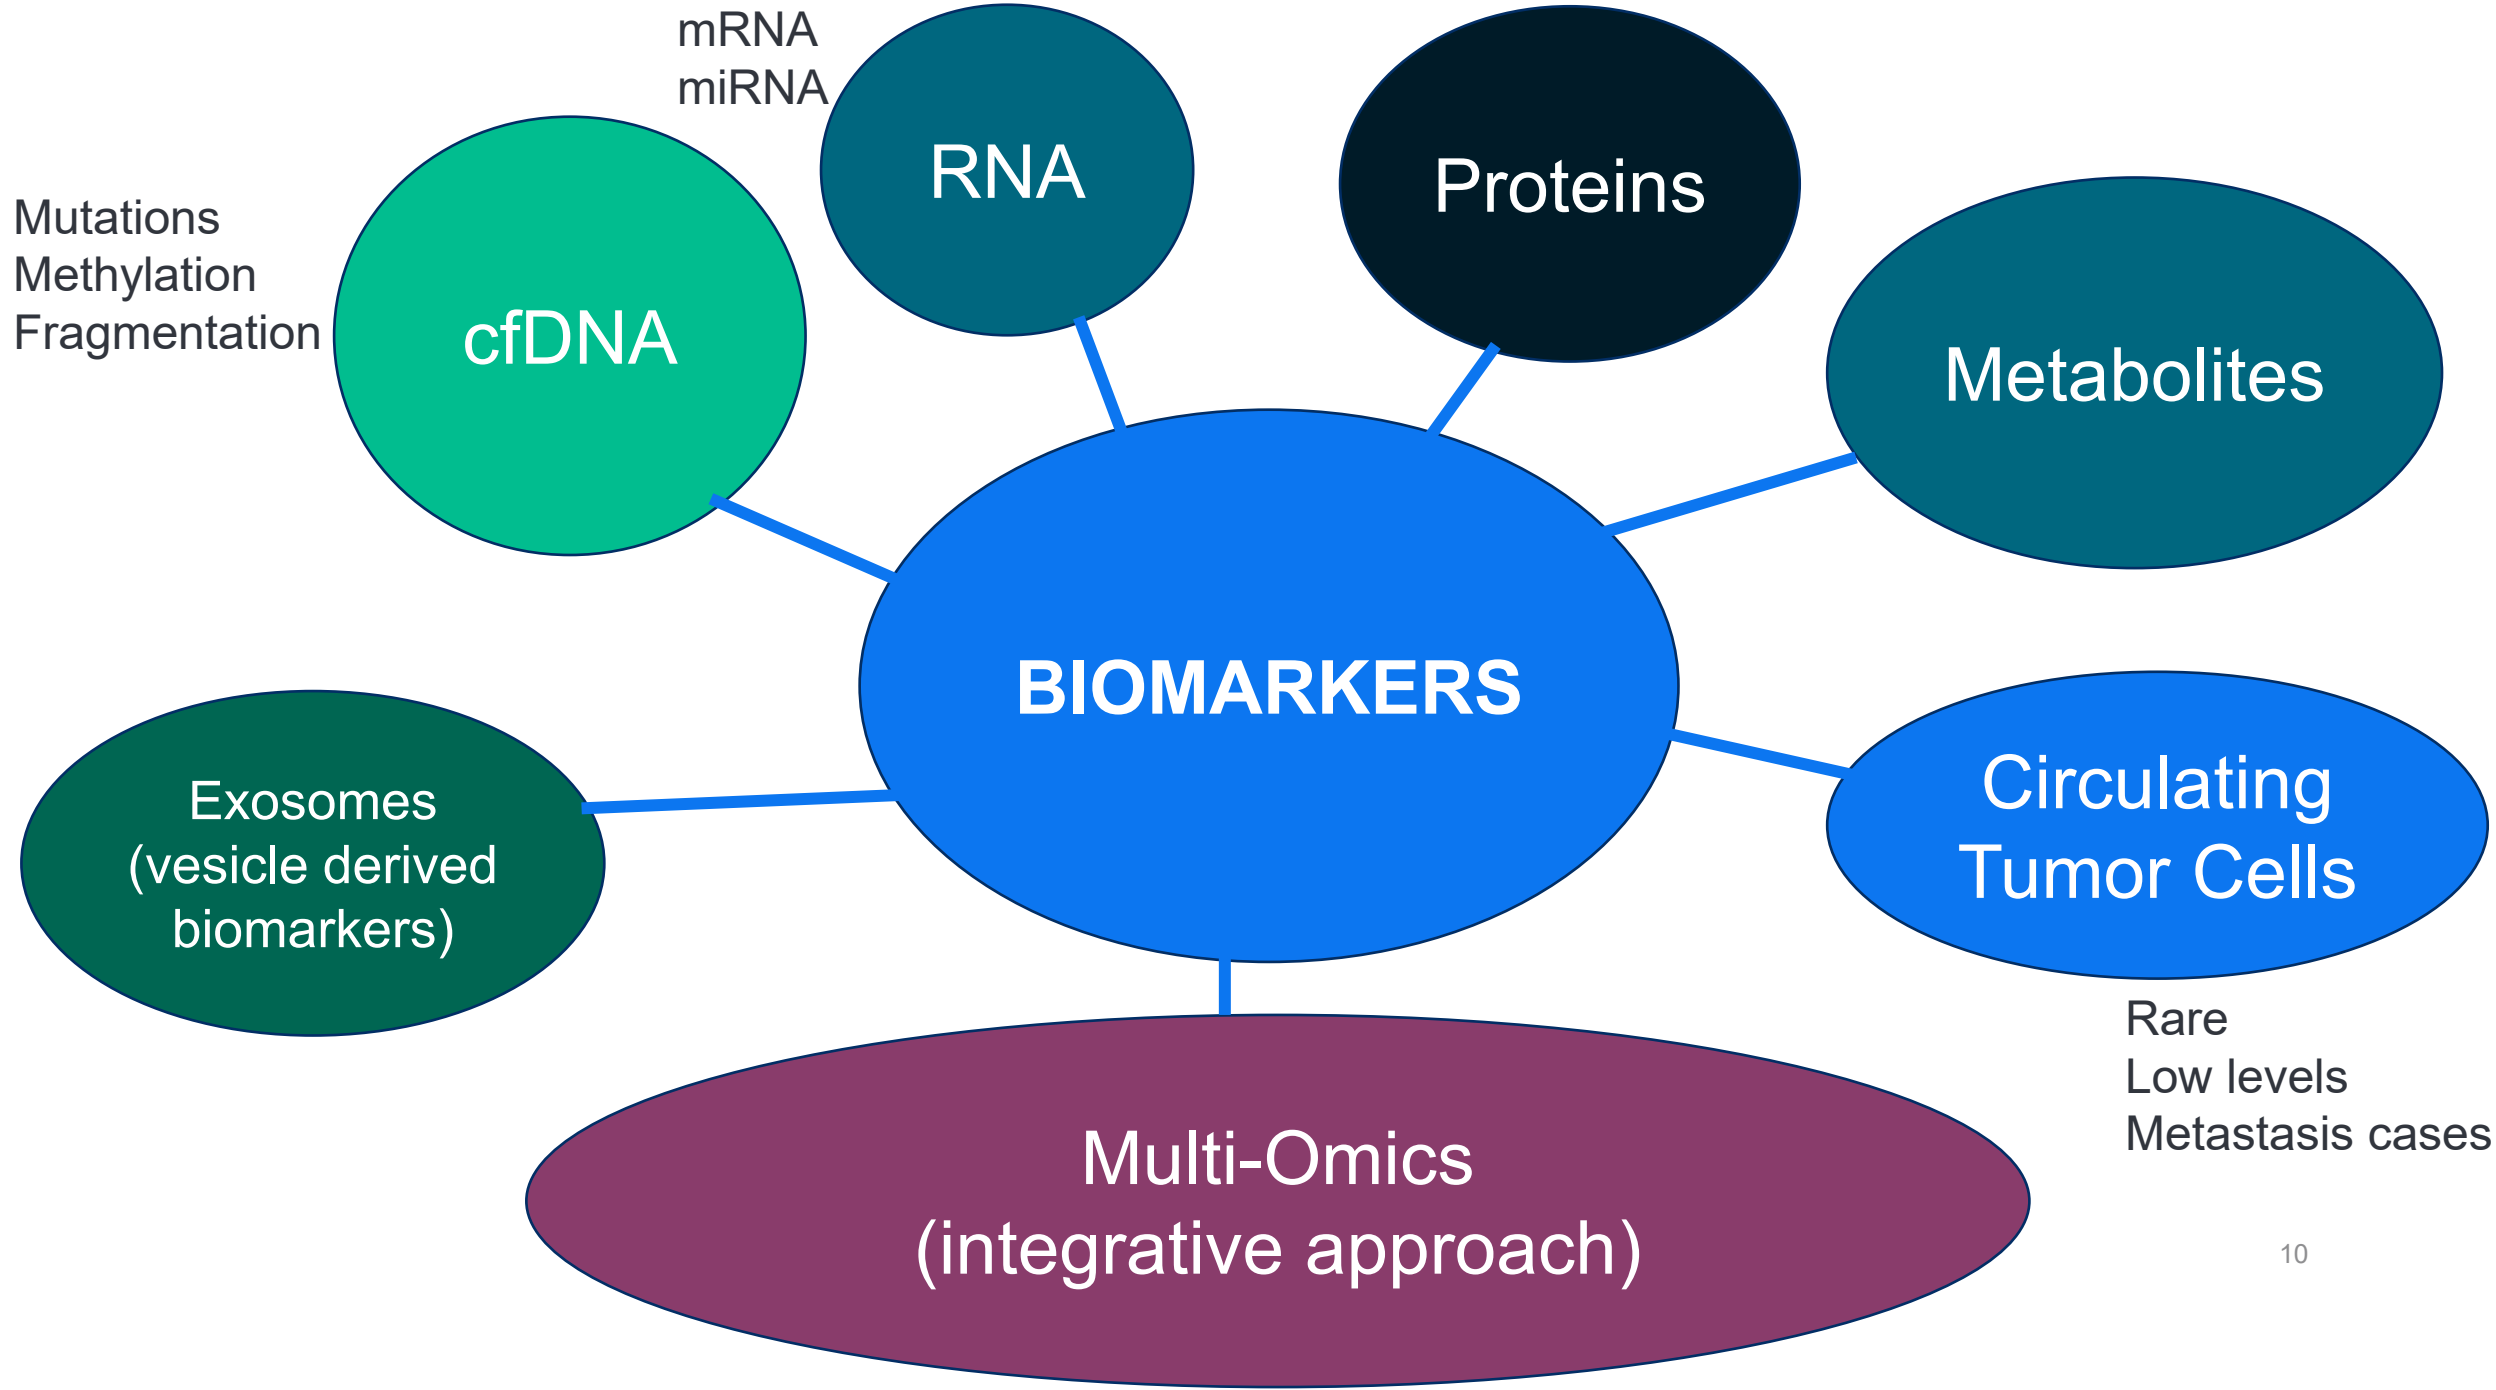 mRNA
miRNA
RNA
Proteins
Mutations
Methylation
Fragmentation
cfDNA
Metabolites
BIOMARKERS
Exosomes
(vesicle derived
biomarkers)
Circulating
Tumor Cells
Rare
Low levels
Metastasis cases
Multi-Omics
(integrative approach)
10